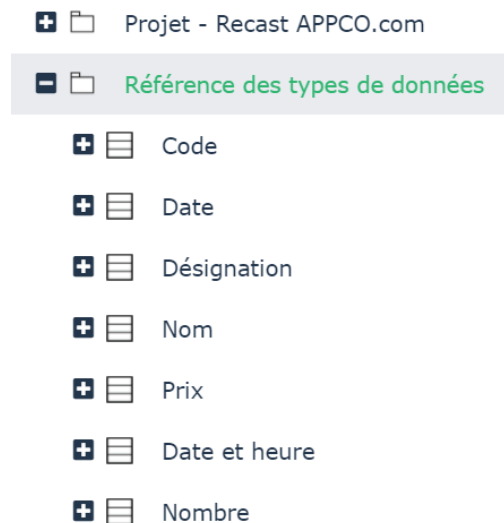 Projet - Recast APPCO.com
Référence des types de données
Code
Date
Désignation
Nom
Prix
Date et heure
Nombre